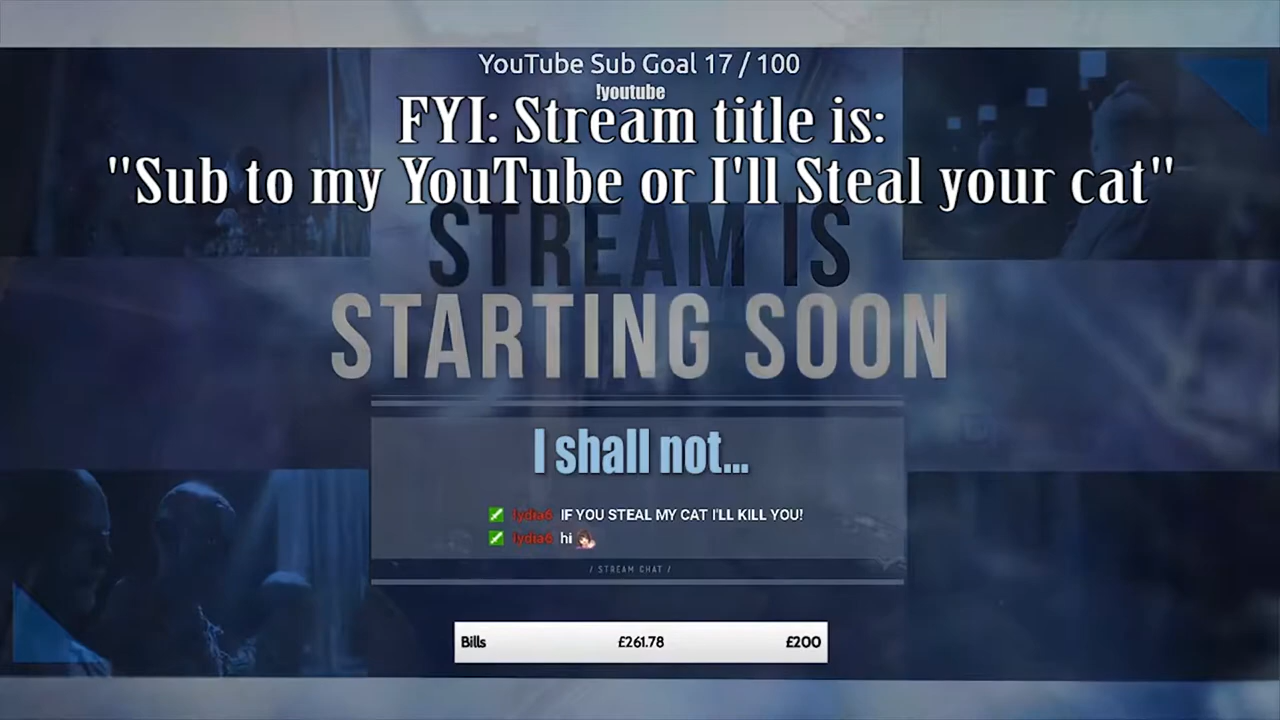 YouTube Sub Goal 17 / 100
!youtube
FYI: Stream title is:
"Sub to my YouTube or I'll Steal your cat"
STREAM IS
STARTING SOON
I shall not...
lydia6 IF YOU STEAL MY CAT I'LL KILL YOU!
lydia6 hi
/ STREAM CHAT /
Bills £261.78 £200